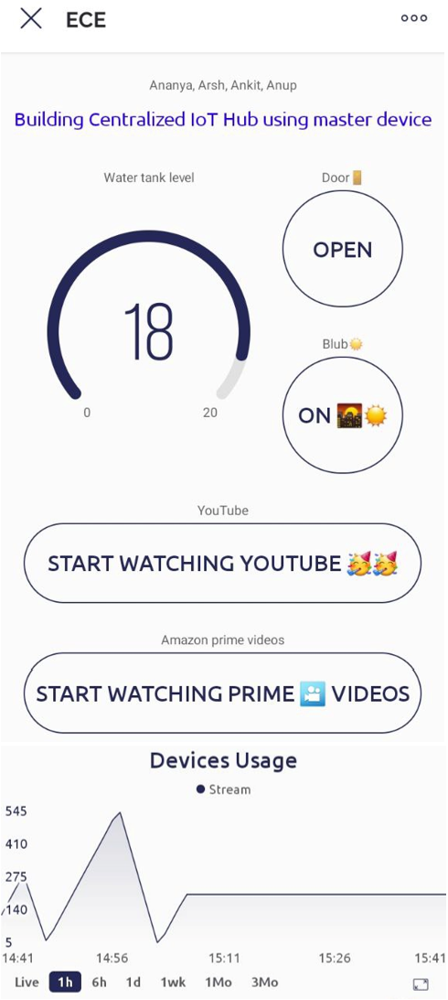 ECE
Ananya, Arsh, Ankit, Anup
Building Centralized IoT Hub using master device
Water tank level
18
0
20
Door🚪
OPEN
Blub☀️
ON 🌇☀️
YouTube
START WATCHING YOUTUBE 🥳🥳
Amazon prime videos
START WATCHING PRIME 🎦 VIDEOS
Devices Usage
Stream
545
410
275
140
5
14:41 14:56 15:11 15:26 15:41
Live 1h 6h 1d 1wk 1Mo 3Mo